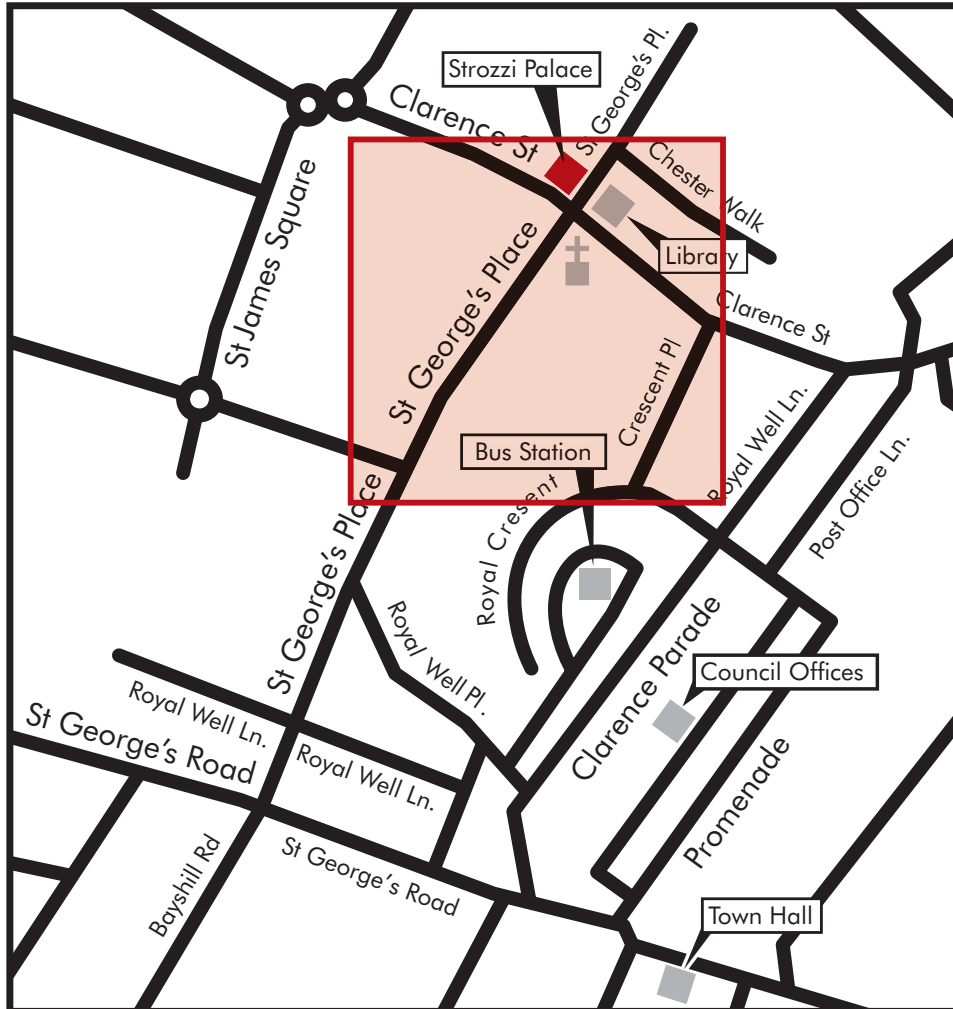 St George's Pl.
Strozzi Palace
Clarence St
Chester Walk
St James Square
St George's Place
Library
Clarence St
Crescent Pl
Royal Well Ln.
Bus Station
Post Office Ln.
Royal Crescent
St George's Place
Royal Well Pl.
Clarence Parade
Council Offices
Royal Well Ln.
St George's Road
Royal Well Ln.
Promenade
Bayshill Rd
St George's Road
Town Hall